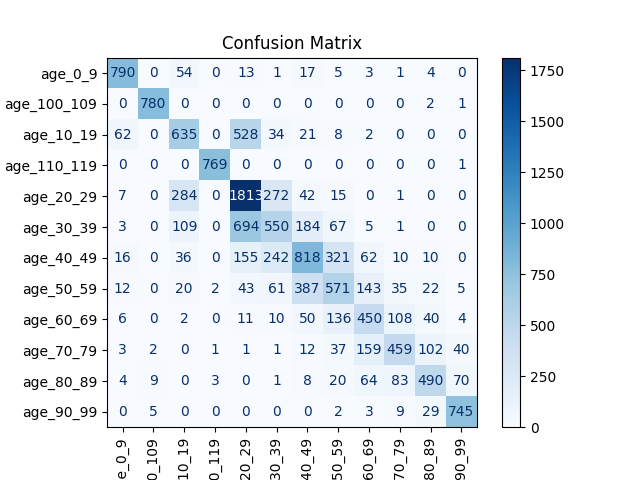 Confusion Matrix
age_0_9 790 0 54 0 13 1 17 5 3 1 4 0
age_100_109 0 780 0 0 0 0 0 0 0 0 2 1
age_10_19 62 0 635 0 528 34 21 8 2 0 0 0
age_110_119 0 0 0 769 0 0 0 0 0 0 0 1
age_20_29 7 0 284 0 1813 272 42 15 0 1 0 0
age_30_39 3 0 109 0 694 550 184 67 5 1 0 0
age_40_49 16 0 36 0 155 242 818 321 62 10 10 0
age_50_59 12 0 20 2 43 61 387 571 143 35 22 5
age_60_69 6 0 2 0 11 10 50 136 450 108 40 4
age_70_79 3 2 0 1 1 1 12 37 159 459 102 40
age_80_89 4 9 0 3 0 1 8 20 64 83 490 70
age_90_99 0 5 0 0 0 0 0 2 3 9 29 745
e_0_9 0_109 10_19 0_119 20_29 30_39 40_49 50_59 60_69 70_79 80_89 90_99
1750
1500
1250
1000
750
500
250
0